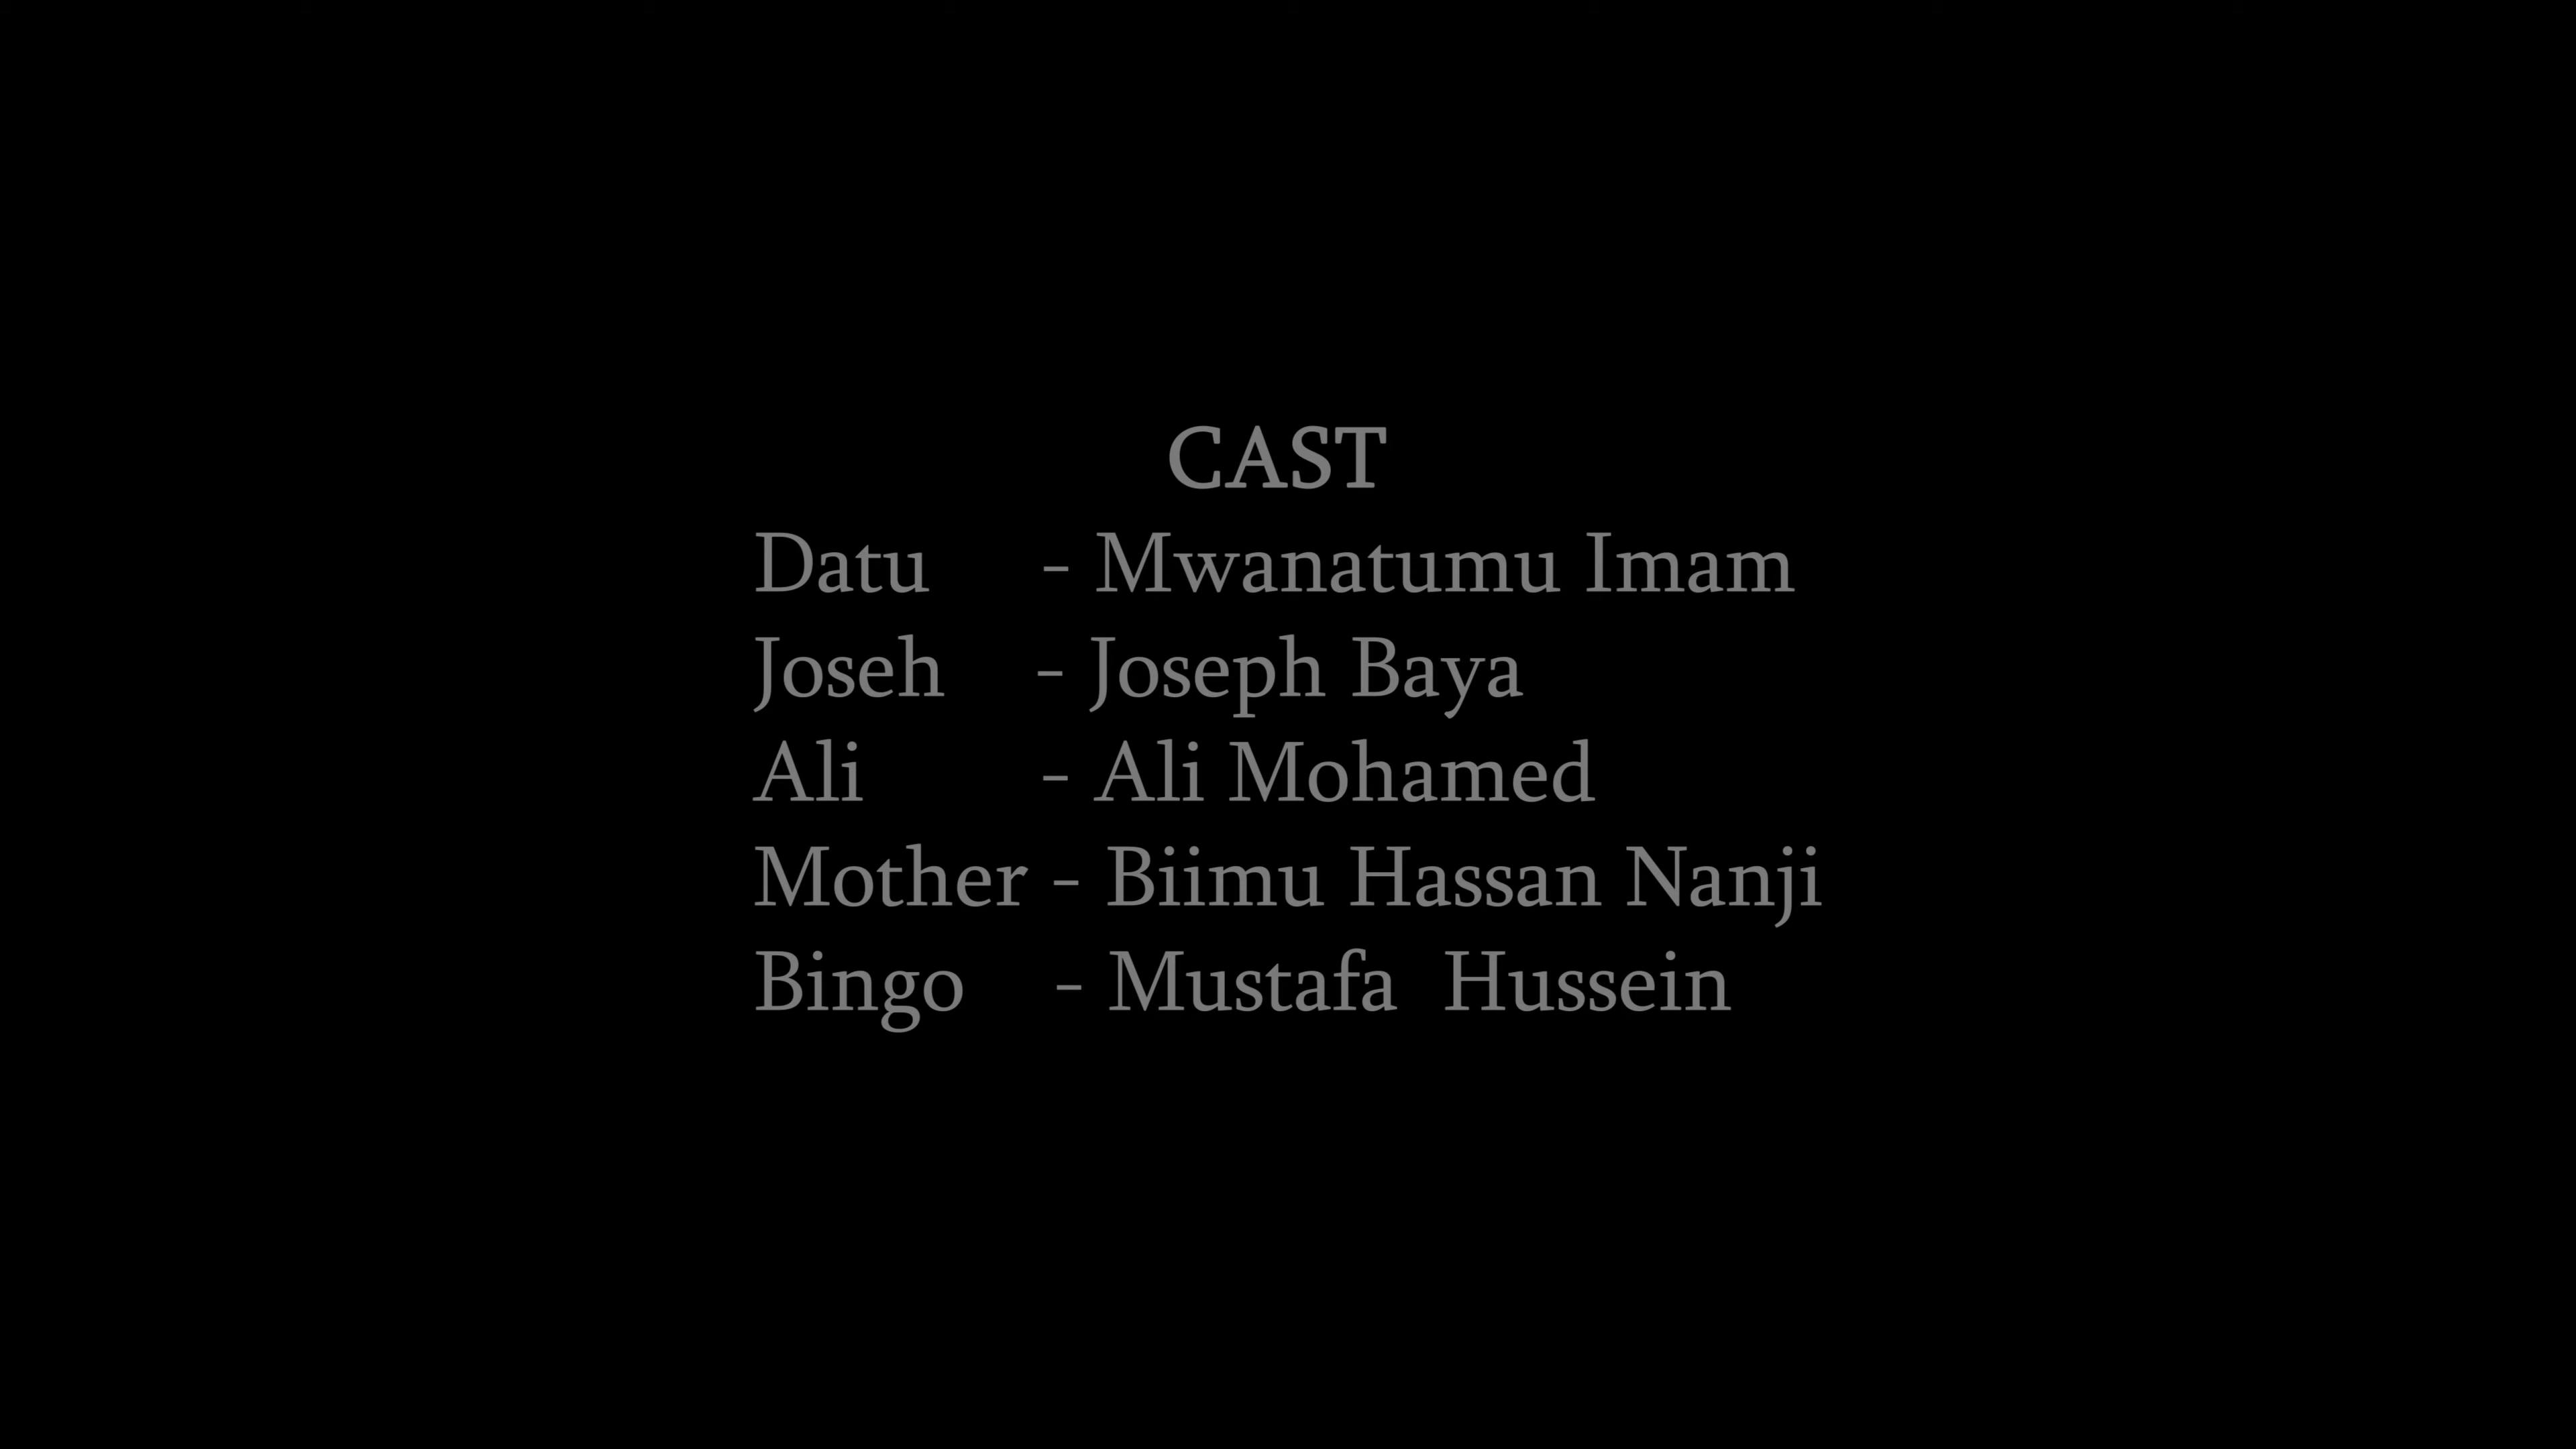 CAST
Datu - Mwanatumu Imam
Joseh - Joseph Baya
Ali - Ali Mohamed
Mother - Biimu Hassan Nanji
Bingo - Mustafa Hussein